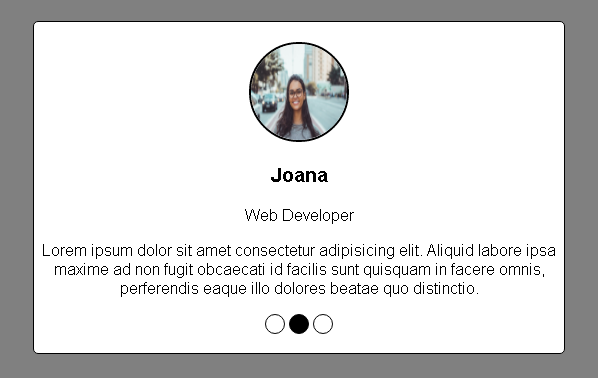 Joana
Web Developer
Lorem ipsum dolor sit amet consectetur adipisicing elit. Aliquid labore ipsa
maxime ad non fugit obcaecati id facilis sunt quisquam in facere omnis,
perferendis eaque illo dolores beatae quo distinctio.